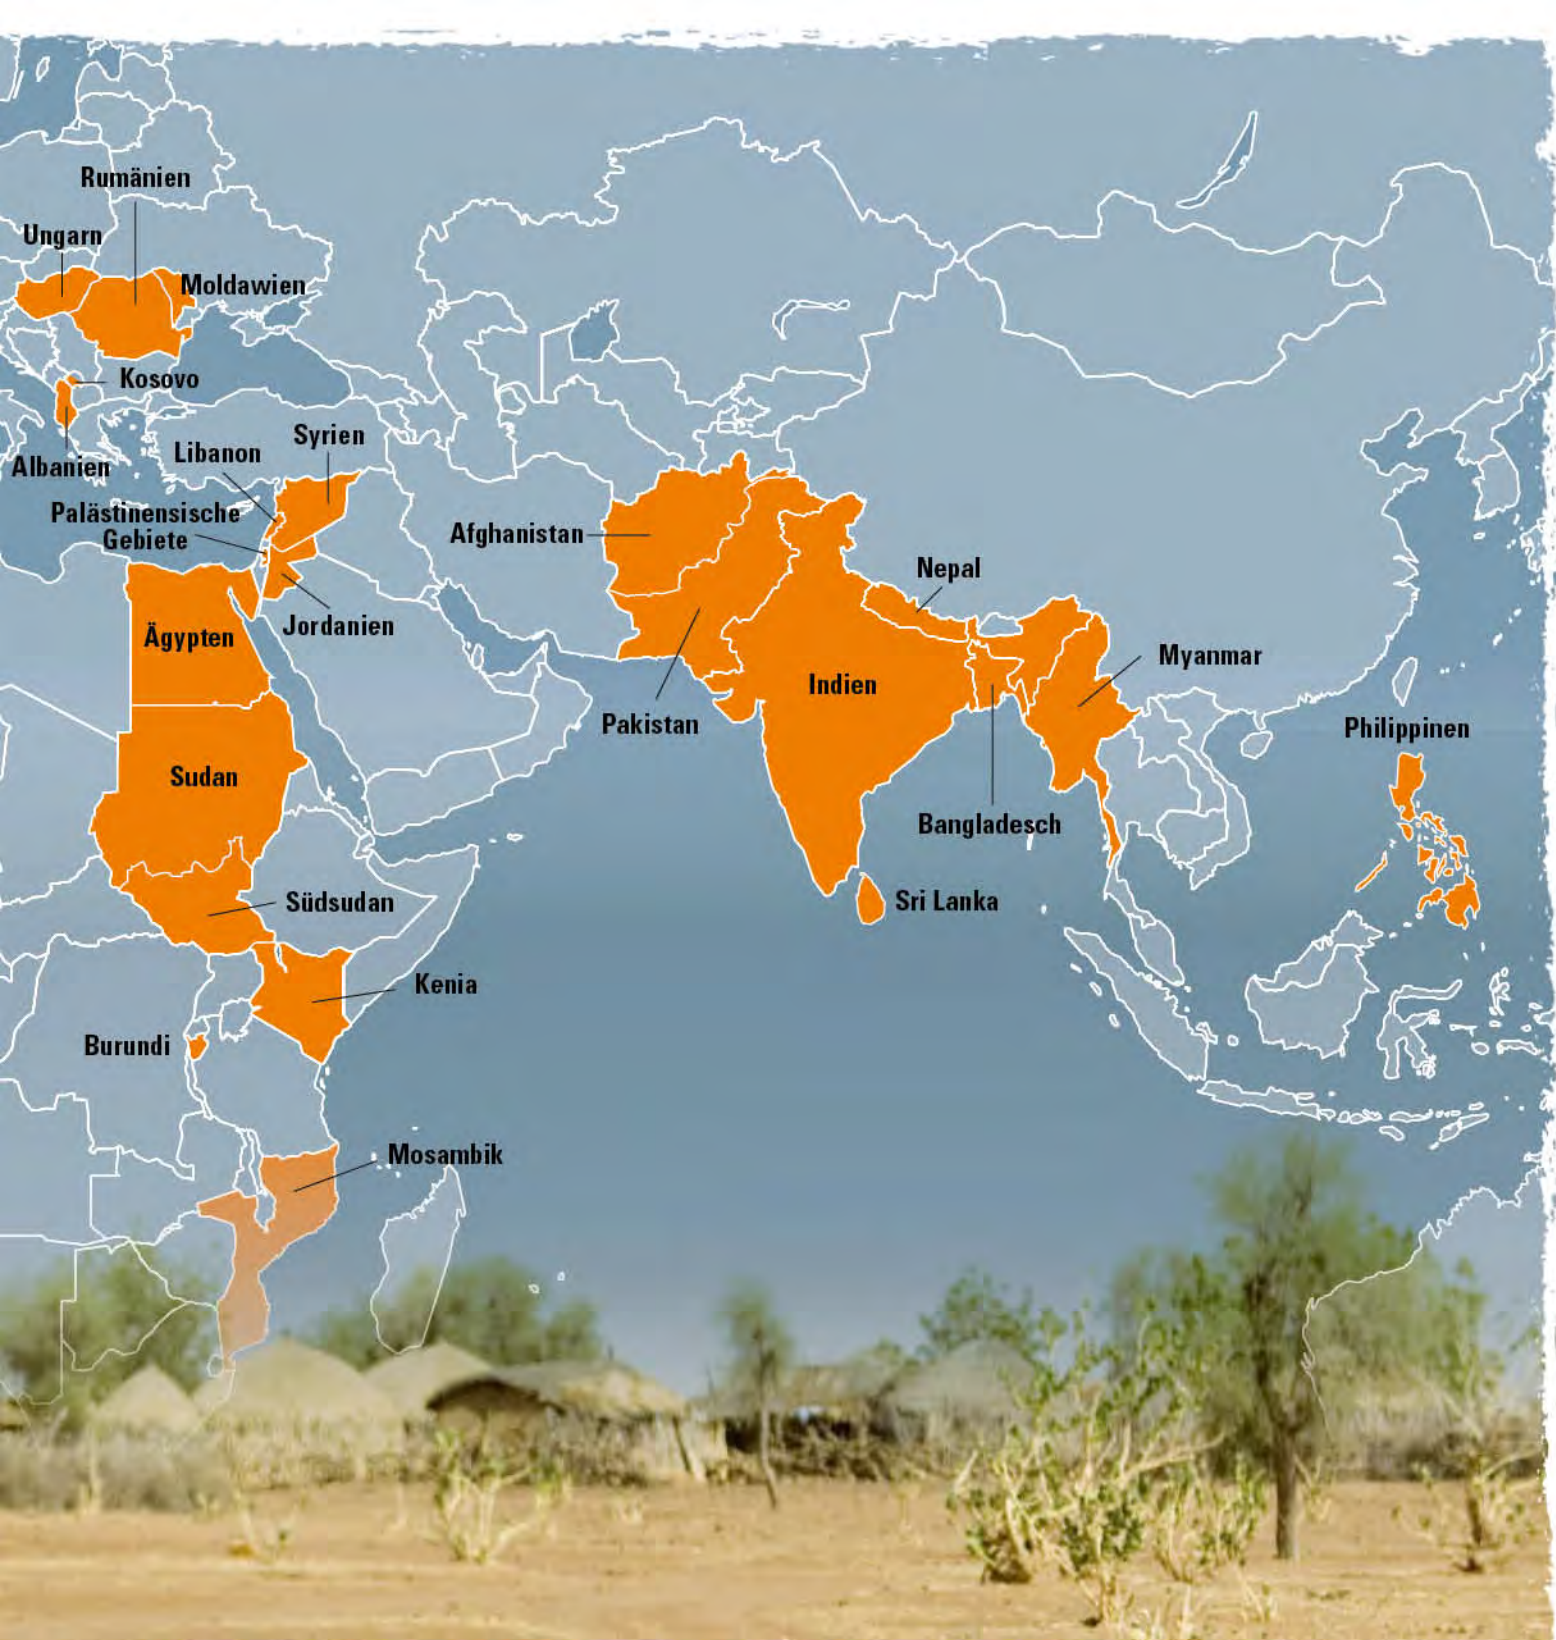 Rumänien
Ungarn
Moldawien
Kosovo
Syrien
Libanon
Albanien
Palästinensische
Gebiete
Afghanistan
Nepal
Jordanien
Ägypten
Myanmar
Indien
Pakistan
Philippinen
Sudan
Bangladesch
Südsudan
Sri Lanka
Kenia
Burundi
Mosambik